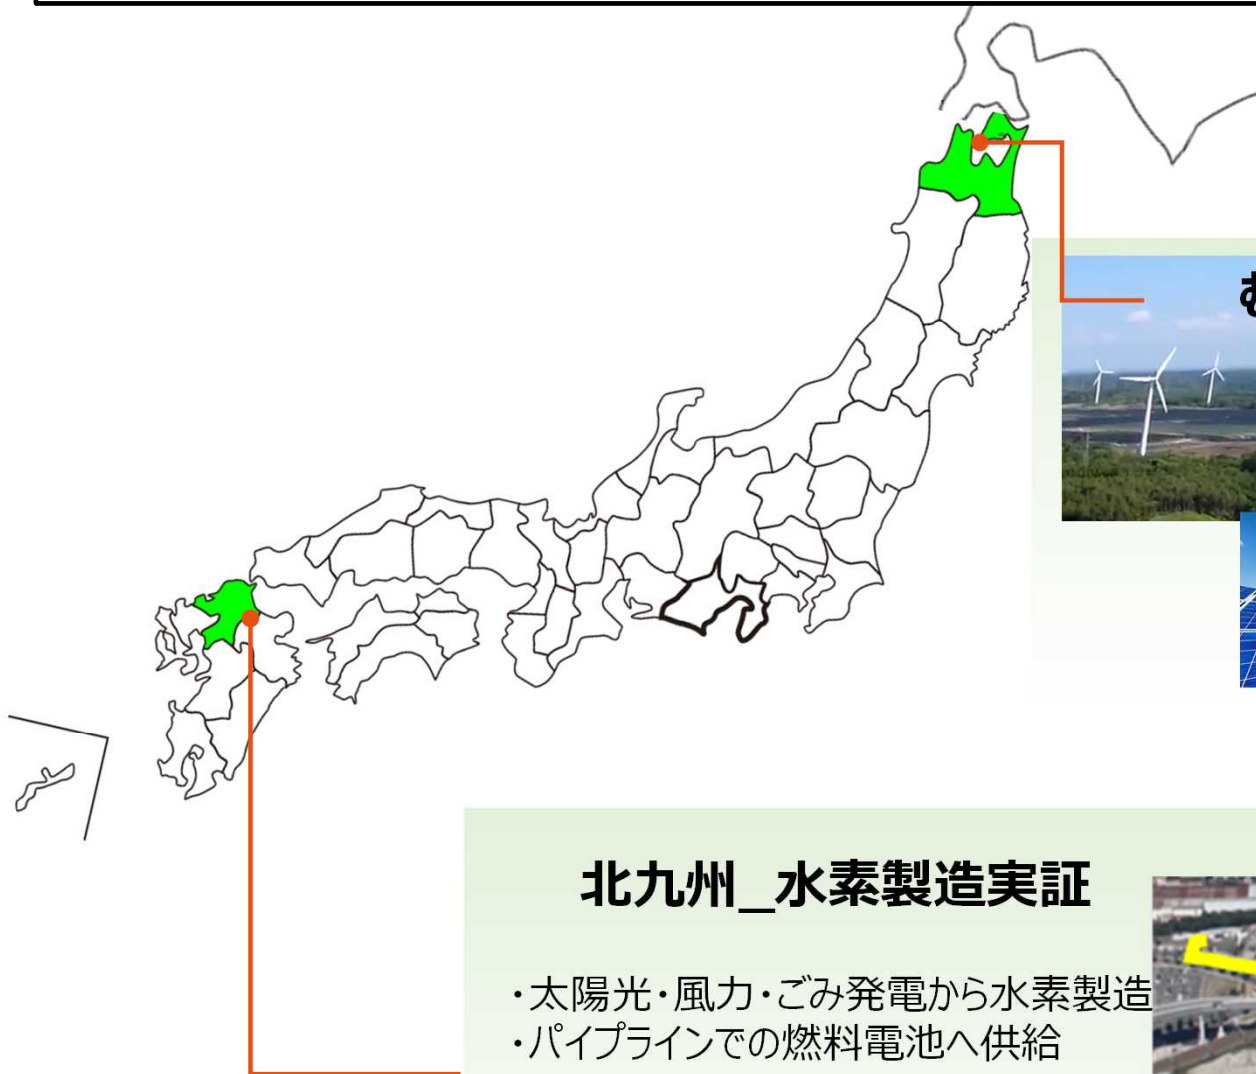 北九州_水素製造実証
・太陽光・風力・ごみ発電から水素製造
・パイプラインでの燃料電池へ供給